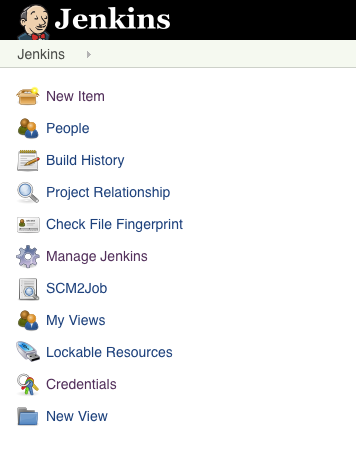 Jenkins
Jenkins
New Item
People
Build History
Project Relationship
Check File Fingerprint
Manage Jenkins
SCM2Job
My Views
Lockable Resources
Credentials
New View